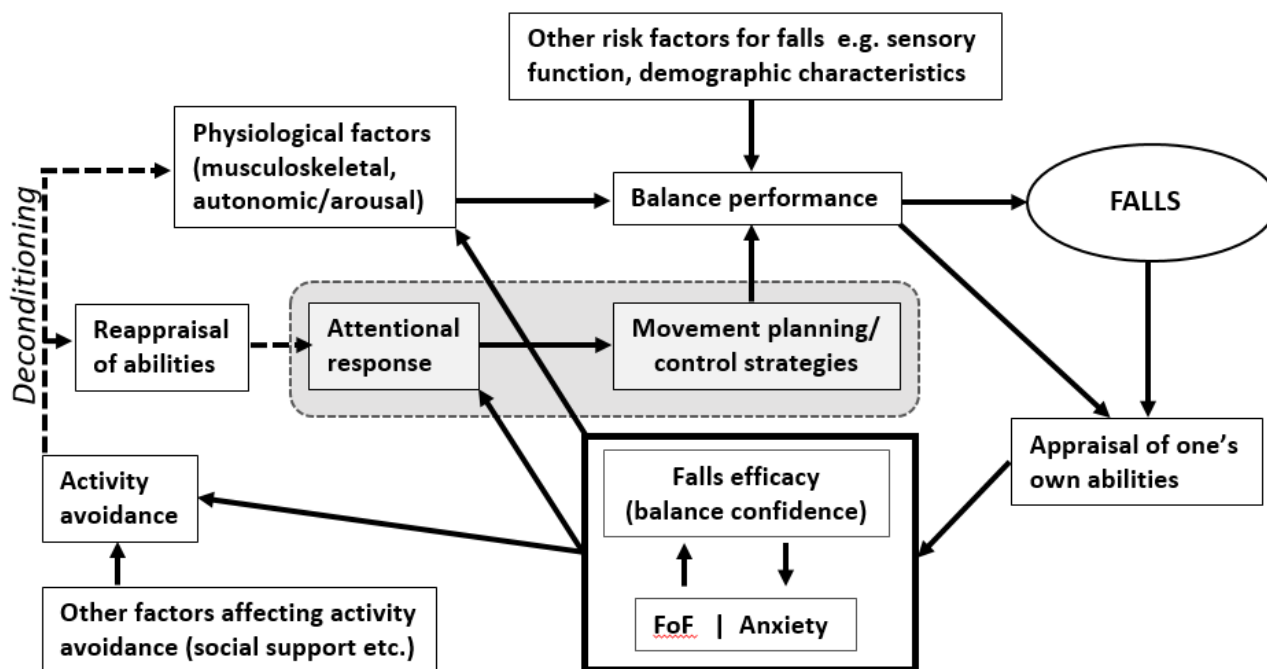 Other risk factors for falls e.g. sensory
function, demographic characteristics
Physiological factors
(musculoskeletal,
autonomic/arousal)
Balance performance
FALLS
Deconditioning
Reappraisal
of abilities
Attentional
response
Movement planning/
control strategies
Appraisal of one’s
own abilities
Activity
avoidance
Falls efficacy
(balance confidence)
FoF | Anxiety
Other factors affecting activity
avoidance (social support etc.)